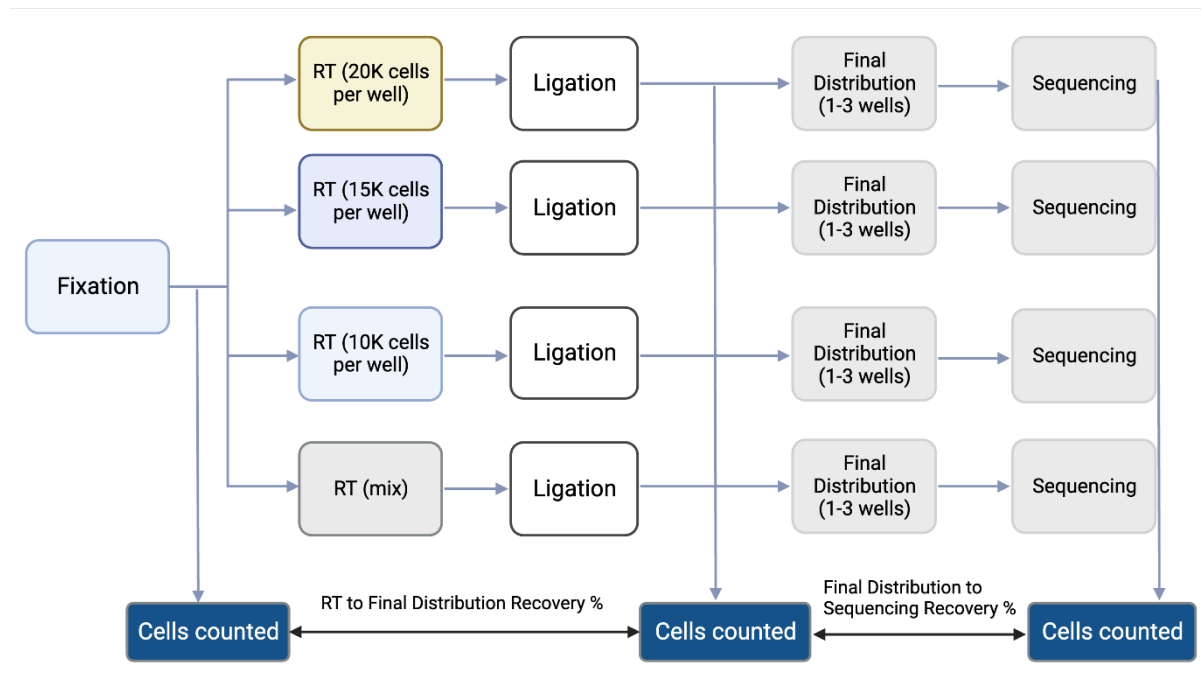 Fixation
RT (20K cells
per well)
Ligation
Final
Distribution
(1-3 wells)
Sequencing
RT (15K cells
per well)
Ligation
Final
Distribution
(1-3 wells)
Sequencing
RT (10K cells
per well)
Ligation
Final
Distribution
(1-3 wells)
Sequencing
RT (mix)
Ligation
Final
Distribution
(1-3 wells)
Sequencing
Cells counted
RT to Final Distribution Recovery %
Cells counted
Final Distribution to
Sequencing Recovery %
Cells counted